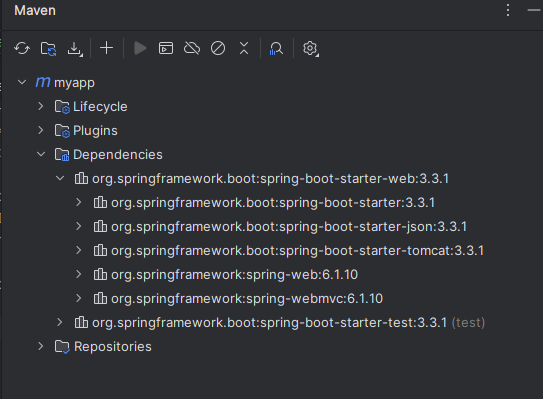 Maven
myapp
Lifecycle
Plugins
Dependencies
org.springframework.boot:spring-boot-starter-web:3.3.1
org.springframework.boot:spring-boot-starter:3.3.1
org.springframework.boot:spring-boot-starter-json:3.3.1
org.springframework.boot:spring-boot-starter-tomcat:3.3.1
org.springframework:spring-web:6.1.10
org.springframework:spring-webmvc:6.1.10
org.springframework.boot:spring-boot-starter-test:3.3.1 (test)
Repositories